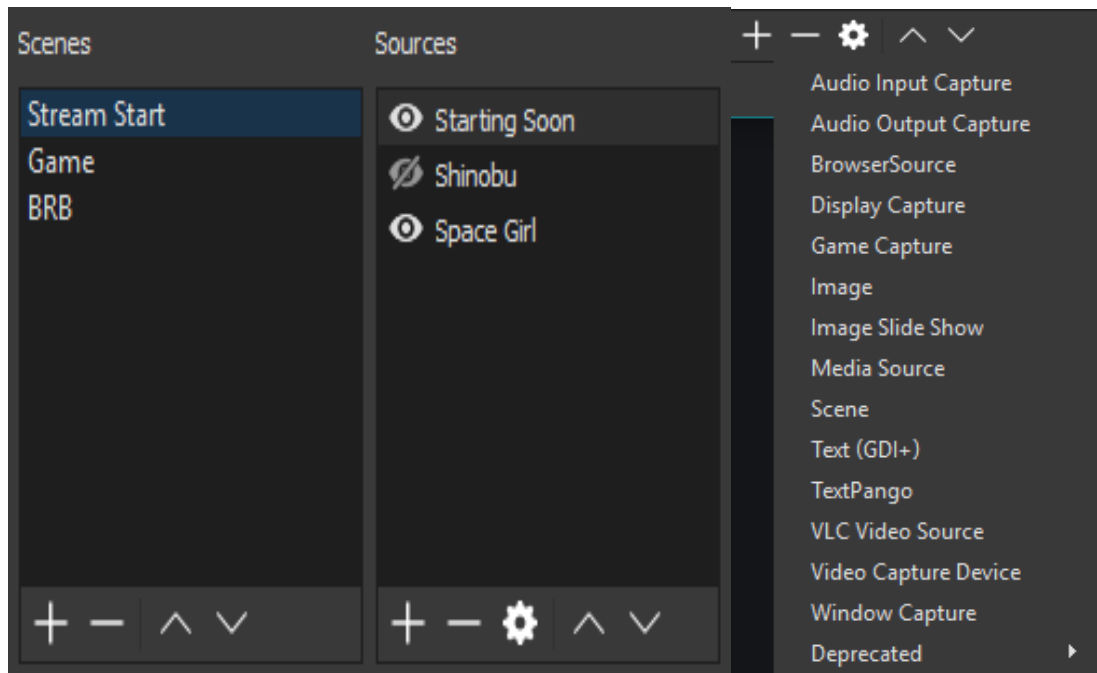 Scenes
Stream Start
Game
BRB
Sources
Starting Soon
Shinobu
Space Girl
Audio Input Capture
Audio Output Capture
BrowserSource
Display Capture
Game Capture
Image
Image Slide Show
Media Source
Scene
Text (GDI+)
TextPango
VLC Video Source
Video Capture Device
Window Capture
Deprecated